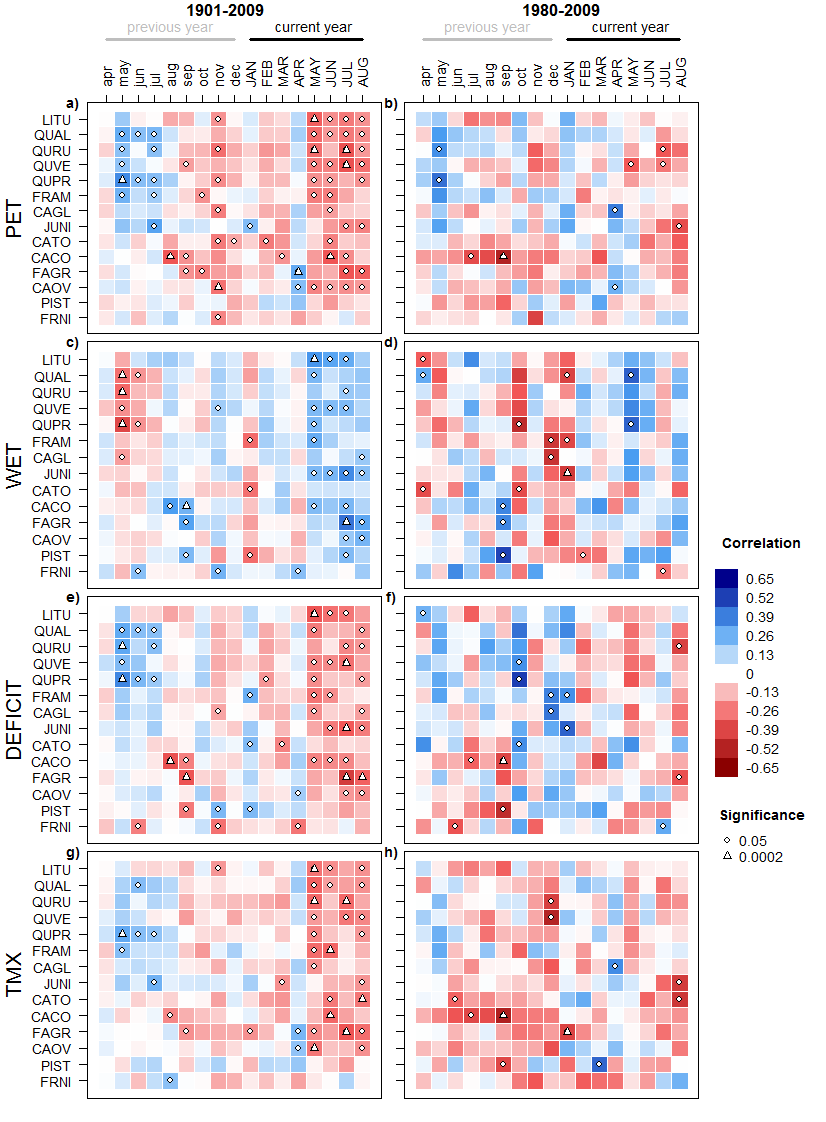 1901-2009 1980-2009
previous year current year previous year current year
apr may jun jul aug sep oct nov dec JAN FEB MAR APR MAY JUN JUL AUG apr may jun jul aug sep oct nov dec JAN FEB MAR APR MAY JUN JUL AUG
a) b)
PET
LITU
QUAL
QURU
QUVE
QUPR
FRAM
CAGL
JUNI
CATO
CACO
FAGR
CAOV
PIST
FRNI
c) d)
WET
LITU
QUAL
QURU
QUVE
QUPR
FRAM
CAGL
JUNI
CATO
CACO
FAGR
CAOV
PIST
FRNI
e) f)
DEFICIT
LITU
QUAL
QURU
QUVE
QUPR
FRAM
CAGL
JUNI
CATO
CACO
FAGR
CAOV
PIST
FRNI
g) h)
TMX
LITU
QUAL
QURU
QUVE
QUPR
FRAM
CAGL
JUNI
CATO
CACO
FAGR
CAOV
PIST
FRNI
Correlation
0.65
0.52
0.39
0.26
0.13
0
-0.13
-0.26
-0.39
-0.52
-0.65
Significance
0.05
0.0002